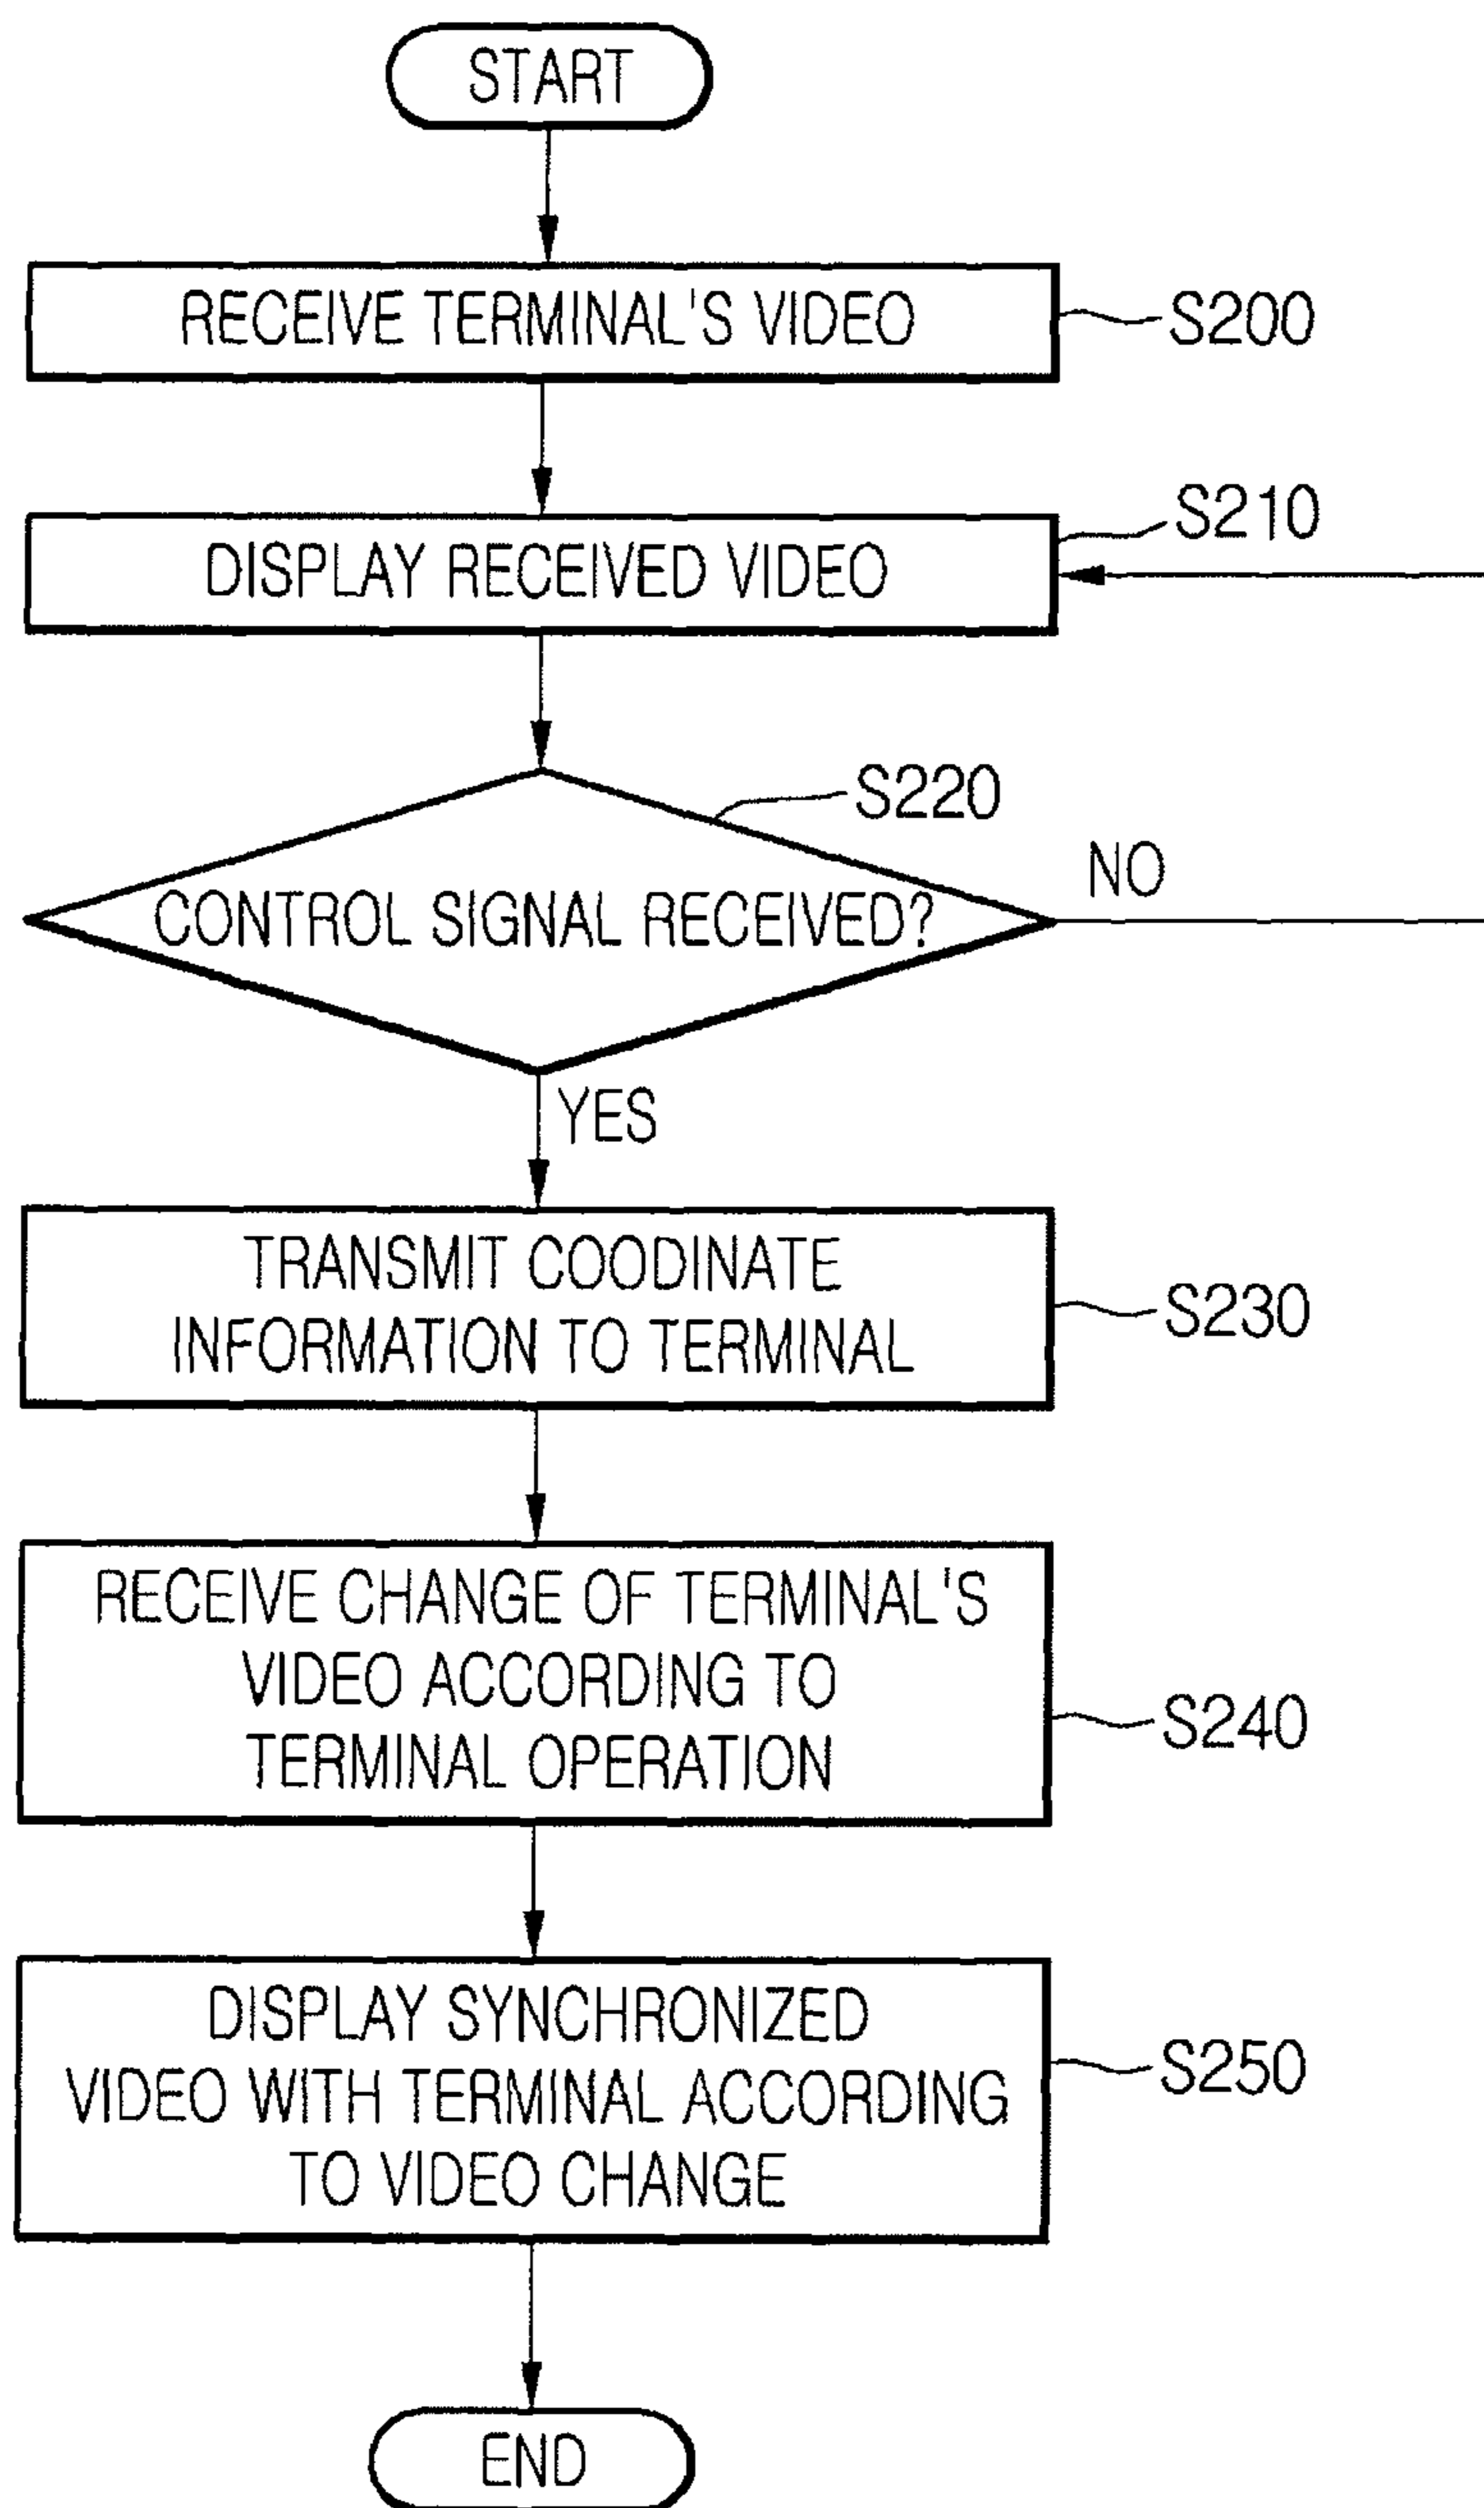 START
RECEIVE TERMINAL'S VIDEO
S200
S210
DISPLAY RECEIVED VIDEO
S220
NO
CONTROL SIGNAL RECEIVED?
YES
TRANSMIT COODINATE
INFORMATION TO TERMINAL
S230
RECEIVE CHANGE OF TERMINAL'S
VIDEO ACCORDING TO
TERMINAL OPERATION
S240
DISPLAY SYNCHRONIZED
VIDEO WITH TERMINAL ACCORDING
TO VIDEO CHANGE
S250
END